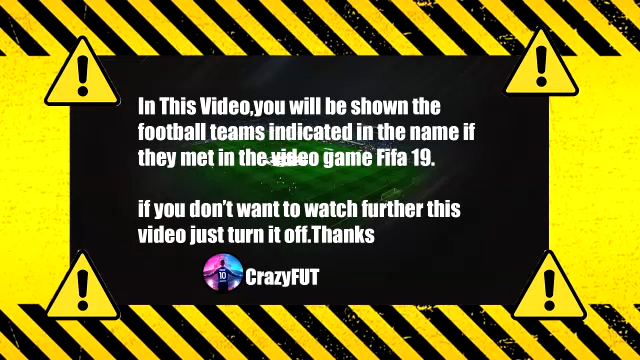 In This Video,you will be shown the
football teams indicated in the name if
they met in the video game Fifa 19.
if you don't want to watch further this
video just turn it off.Thanks
10
CrazyFUT